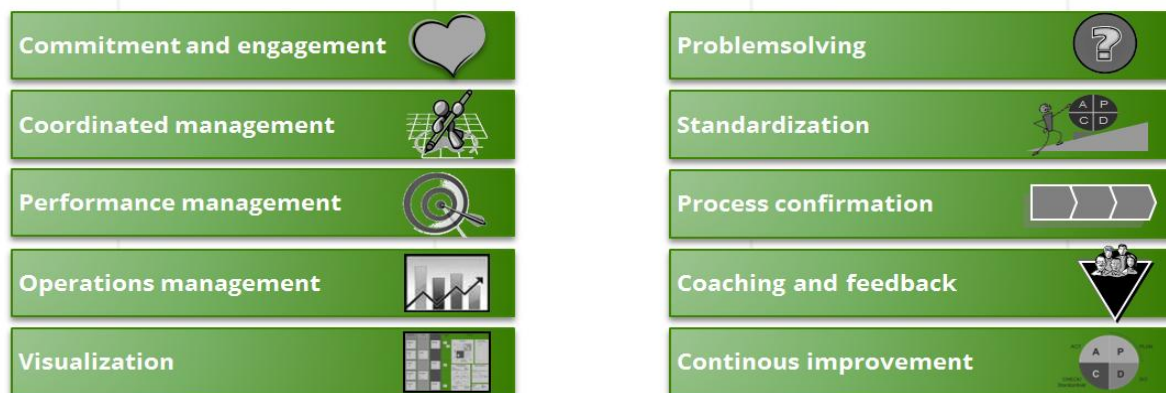 Commitment and engagement
Coordinated management
Performance management
Operations management
Visualization
Problemsolving
?
Standardization
A P
C D
Process confirmation
Coaching and feedback
Continous improvement
A P
C D